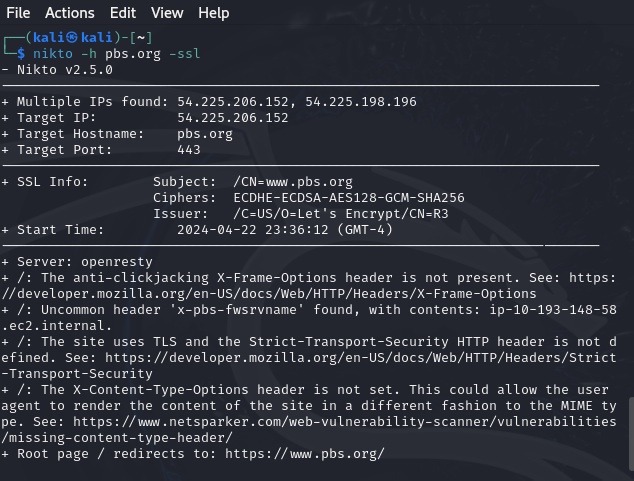 File Actions Edit View Help
┌──(kali㉿kali)-[~]
└─$ nikto -h pbs.org -ssl
- Nikto v2.5.0
---------------------------------------------------------------------------
+ Multiple IPs found: 54.225.206.152, 54.225.198.196
+ Target IP:          54.225.206.152
+ Target Hostname:    pbs.org
+ Target Port:        443
---------------------------------------------------------------------------
+ SSL Info:        Subject:  /CN=www.pbs.org
                   Ciphers:  ECDHE-ECDSA-AES128-GCM-SHA256
                   Issuer:   /C=US/O=Let's Encrypt/CN=R3
+ Start Time:         2024-04-22 23:36:12 (GMT-4)
---------------------------------------------------------------------------
+ Server: openresty
+ /: The anti-clickjacking X-Frame-Options header is not present. See: https:
//developer.mozilla.org/en-US/docs/Web/HTTP/Headers/X-Frame-Options
+ /: Uncommon header 'x-pbs-fwsrvname' found, with contents: ip-10-193-148-58
.ec2.internal.
+ /: The site uses TLS and the Strict-Transport-Security HTTP header is not d
efined. See: https://developer.mozilla.org/en-US/docs/Web/HTTP/Headers/Strict
-Transport-Security
+ /: The X-Content-Type-Options header is not set. This could allow the user
agent to render the content of the site in a different fashion to the MIME ty
pe. See: https://www.netsparker.com/web-vulnerability-scanner/vulnerabilities
/missing-content-type-header/
+ Root page / redirects to: https://www.pbs.org/